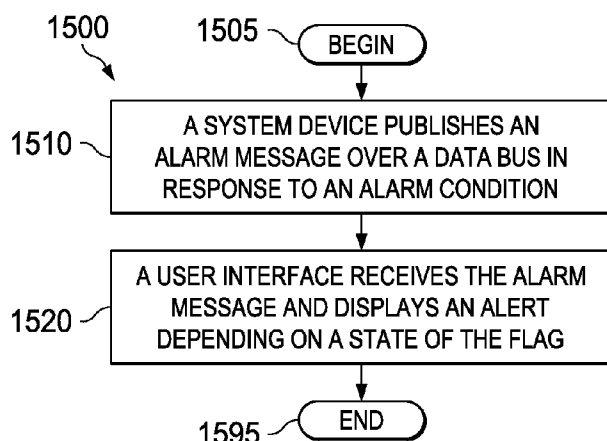 1500
1505
BEGIN
1510
A SYSTEM DEVICE PUBLISHES AN
ALARM MESSAGE OVER A DATA BUS IN
RESPONSE TO AN ALARM CONDITION
1520
A USER INTERFACE RECEIVES THE ALARM
MESSAGE AND DISPLAYS AN ALERT
DEPENDING ON A STATE OF THE FLAG
1595
END